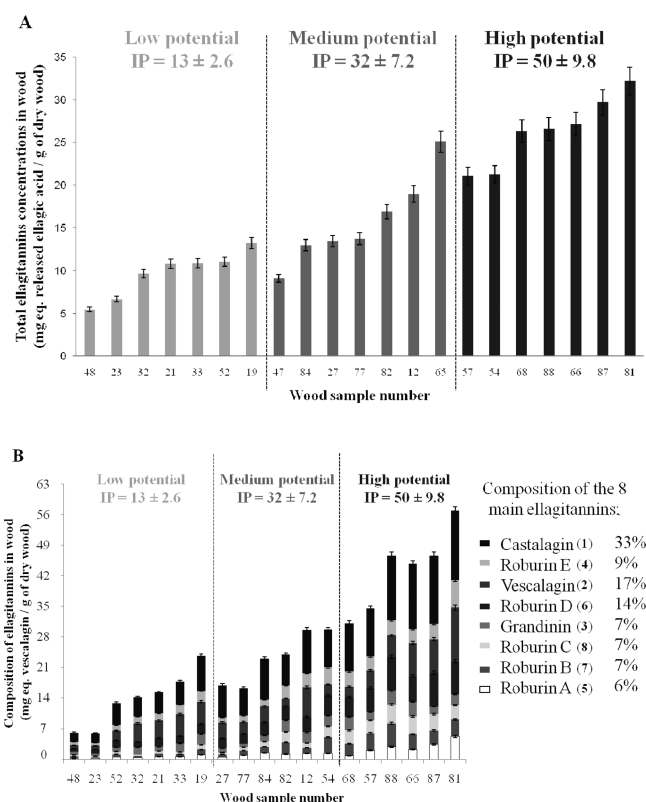 A
Low potential
IP = 13 ± 2.6
Medium potential
IP = 32 ± 7.2
High potential
IP = 50 ± 9.8
Total ellagitannins concentrations in wood
(mg eq. released ellagic acid / g of dry wood)
35
30
25
20
15
10
5
0
48 23 32 21 33 52 19 47 84 27 77 82 12 65 57 54 68 88 66 87 81
Wood sample number
B
Low potential
IP = 13 ± 2.6
Medium potential
IP = 32 ± 7.2
High potential
IP = 50 ± 9.8
Composition of ellagitannins in wood
(mg eq. vescalagin / g of dry wood)
63
49
42
35
28
21
14
7
0
48 23 52 32 21 33 19 27 77 84 82 12 54 68 57 88 66 87 81
Wood sample number
Composition of the 8
main ellagitannins;
Castalagin (1) 33%
Roburin E (4) 9%
Vescalagin (2) 17%
Roburin D (6) 14%
Grandinin (3) 7%
Roburin C (8) 7%
Roburin B (7) 7%
Roburin A (5) 6%